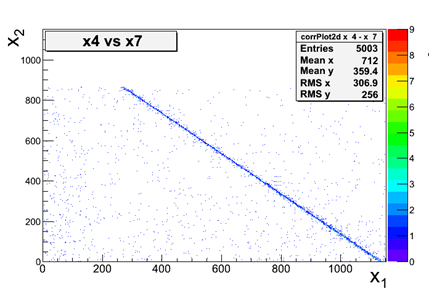 x2
x4 vs x7
corrPlot2d x 4 - x 7
Entries 5003
Mean x 712
Mean y 359.4
RMS x 306.9
RMS y 256
1000
800
600
400
200
0
0 200 400 600 800 1000
x1
9
8
7
6
5
4
3
2
1
0